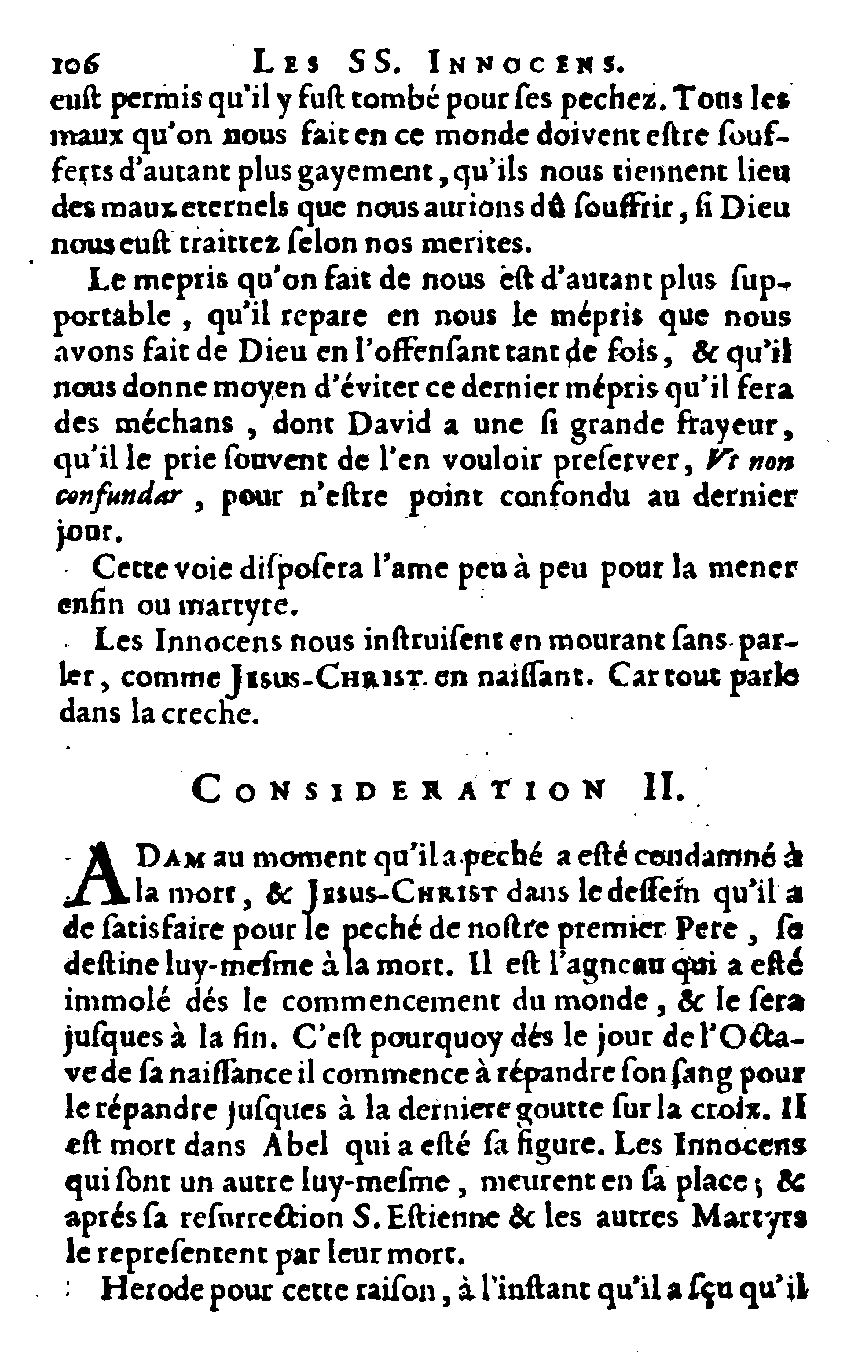 106 LES SS. INNOCENS.
euſt permis qu'il y fuſt tombé pour ſes pechez. Tous les
maux qu'on nous fait en ce monde doivent eſtre ſouf-
ferts d'autant plus gayement, qu'ils nous tiennent lieu
des maux eternels que nous aurions dû ſouffrir, ſi Dieu
nous euſt traittez ſelon nos merites.
Le mepris qu'on fait de nous eſt d'autant plus ſup-
portable, qu'il repare en nous le mépris que nous
avons fait de Dieu en l'offenſant tant de fois, & qu'il
nous donne moyen d'éviter ce dernier mépris qu'il fera
des méchans, dont David a une ſi grande frayeur,
qu'il le prie ſouvent de l'en vouloir preſerver, Vt non
confundar, pour n'eſtre point confondu au dernier
jour.
Cette voie diſpoſera l'ame peu à peu pour la mener
enfin ou martyre.
Les Innocens nous inſtruiſent en mourant ſans par-
ler, comme JESUS-CHRIST en naiſſant. Car tout parle
dans la creche.
CONSIDERATION II.
ADAM au moment qu'il a peché a eſté condamné à
la mort, & JESUS-CHRIST dans le deſſein qu'il a
de ſatisfaire pour le peché de noſtre premier Pere, ſe
deſtine luy-meſme à la mort. Il eſt l'agneau qui a eſté
immolé dés le commencement du monde, & le ſera
juſques à la fin. C'eſt pourquoy dés le jour de l'Octa-
ve de ſa naiſſance il commence à répandre ſon ſang pour
le répandre juſques à la derniere goutte ſur la croix. Il
eſt mort dans Abel qui a eſté ſa figure. Les Innocens
qui ſont un autre luy-meſme, meurent en ſa place; &
aprés ſa reſurrection S. Eſtienne & les autres Martyrs
le repreſentent par leur mort.
Herode pour cette raiſon, à l'inſtant qu'il a ſçu qu'il